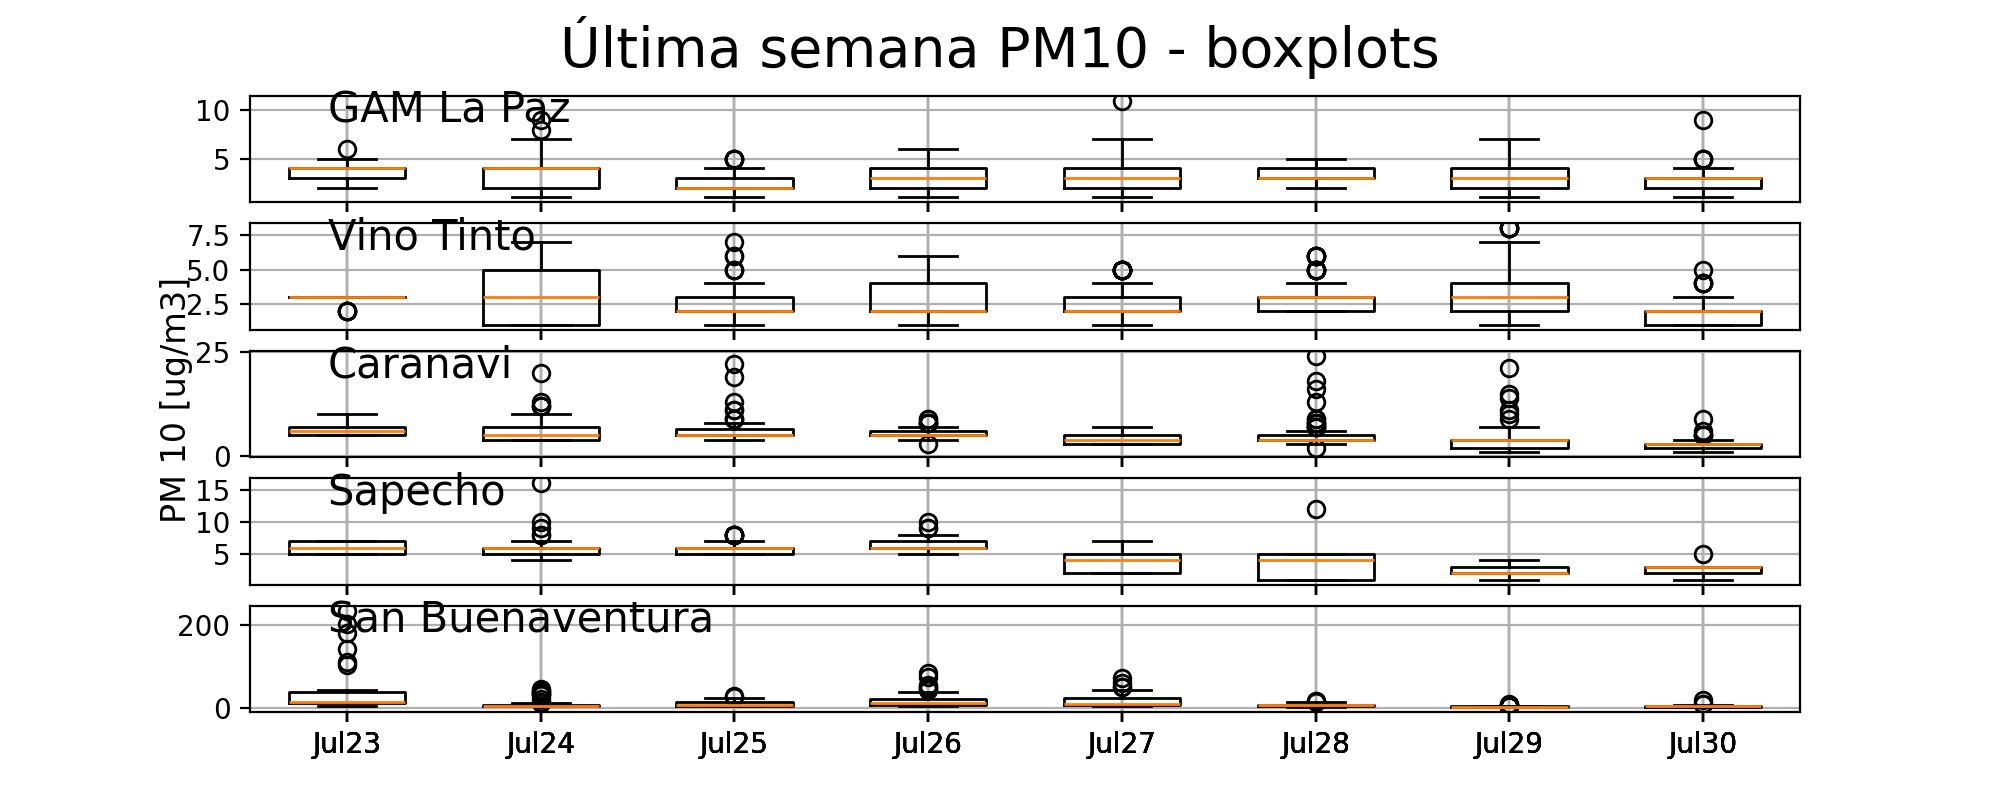 Última semana PM10 - boxplots
PM 10 [ug/m3]
GAM La Paz
10
5
Vino Tinto
7.5
5.0
2.5
Caranavi
25
0
Sapecho
15
10
5
San Buenaventura
200
0
Jul23 Jul24 Jul25 Jul26 Jul27 Jul28 Jul29 Jul30